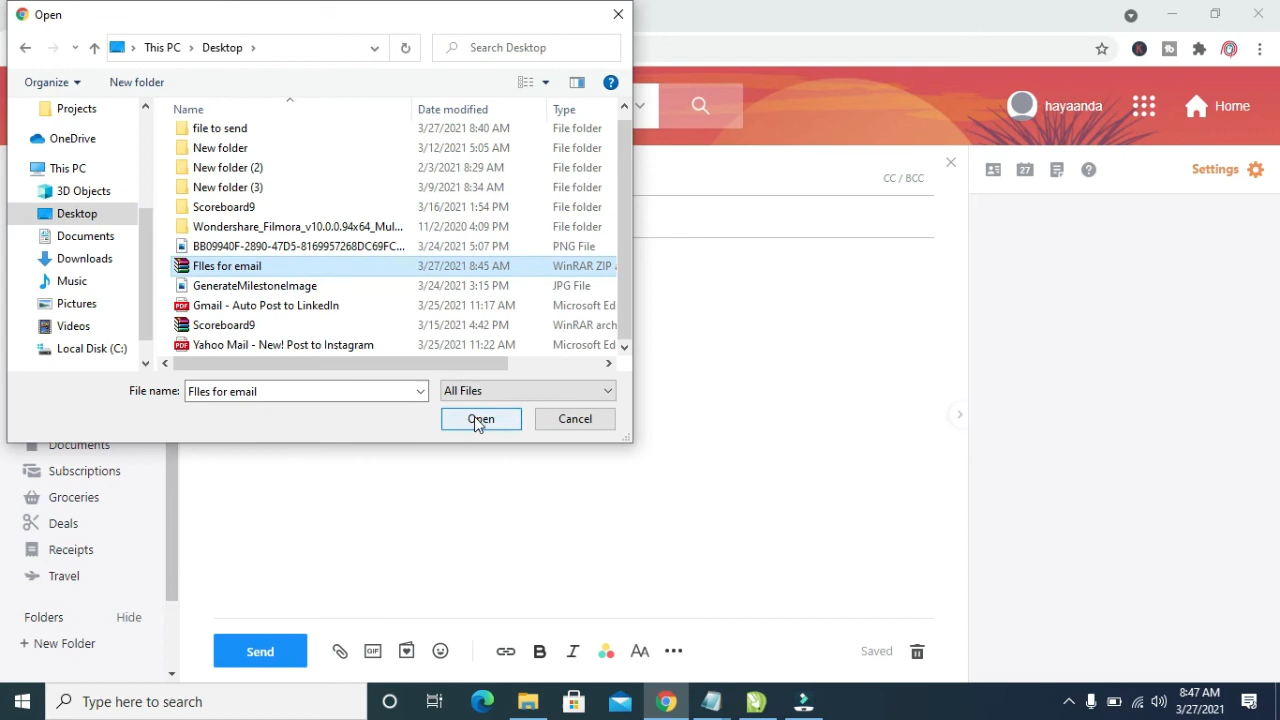 Open
This PC > Desktop >
Search Desktop
Organize
New folder
Projects
OneDrive
This PC
3D Objects
Desktop
Documents
Downloads
Music
Pictures
Videos
Local Disk (C:)
Name Date modified Type
file to send 3/27/2021 8:40 AM File folder
New folder 3/12/2021 5:05 AM File folder
New folder (2) 2/3/2021 8:29 AM File folder
New folder (3) 3/9/2021 8:34 AM File folder
Scoreboard9 3/16/2021 1:54 PM File folder
Wondershare_Filmora_v10.0.0.94x64_Mul... 11/2/2020 4:09 PM File folder
BB09940F-2890-47D5-8169957268DC69FC... 3/24/2021 5:07 PM PNG File
FIles for email 3/27/2021 8:45 AM WinRAR ZIP
GenerateMilestoneImage 3/24/2021 3:15 PM JPG File
Gmail - Auto Post to LinkedIn 3/25/2021 11:17 AM Microsoft Ed
Scoreboard9 3/15/2021 4:42 PM WinRAR arch
Yahoo Mail - New! Post to Instagram 3/25/2021 11:22 AM Microsoft Ed
File name: FIles for email All Files
Open Cancel
hayaanda
Home
CC / BCC
27
Settings
Documents
Subscriptions
Groceries
Deals
Receipts
Travel
Folders Hide
+ New Folder
Send
GIF
B
I
AA
Saved
Type here to search
8:47 AM
3/27/2021